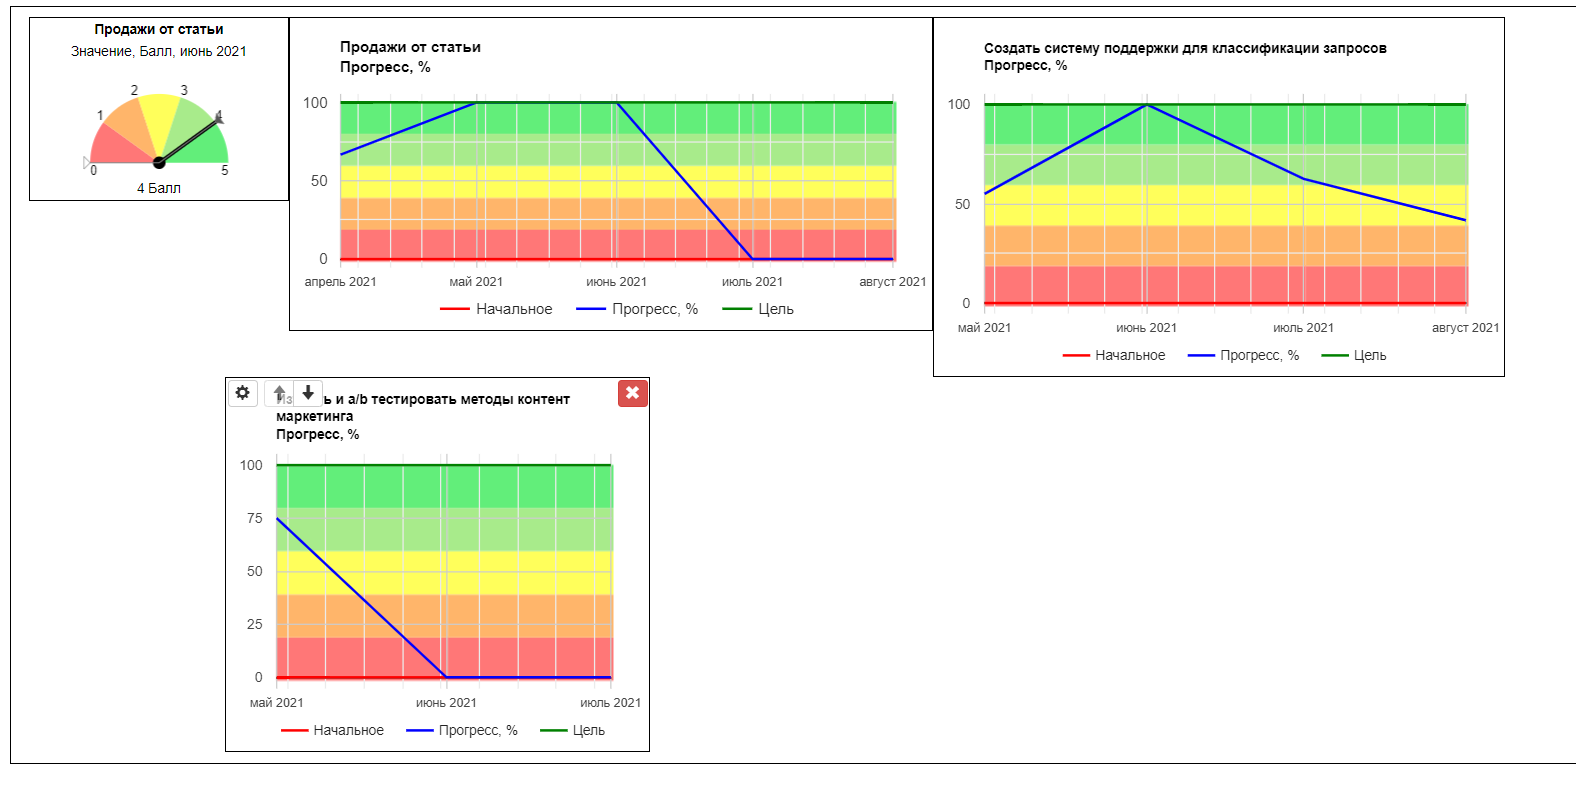 Продажи от статьи
Значение, Балл, июнь 2021
0
1
2
3
4
5
4 Балл
Продажи от статьи
Прогресс, %
100
50
0
апрель 2021 май 2021 июнь 2021 июль 2021 август 2021
Начальное Прогресс, % Цель
Создать систему поддержки для классификации запросов
Прогресс, %
100
50
0
май 2021 июнь 2021 июль 2021 август 2021
Начальное Прогресс, % Цель
и a/b тестировать методы контент
маркетинга
Прогресс, %
100
75
50
25
0
май 2021 июнь 2021 июль 2021
Начальное Прогресс, % Цель